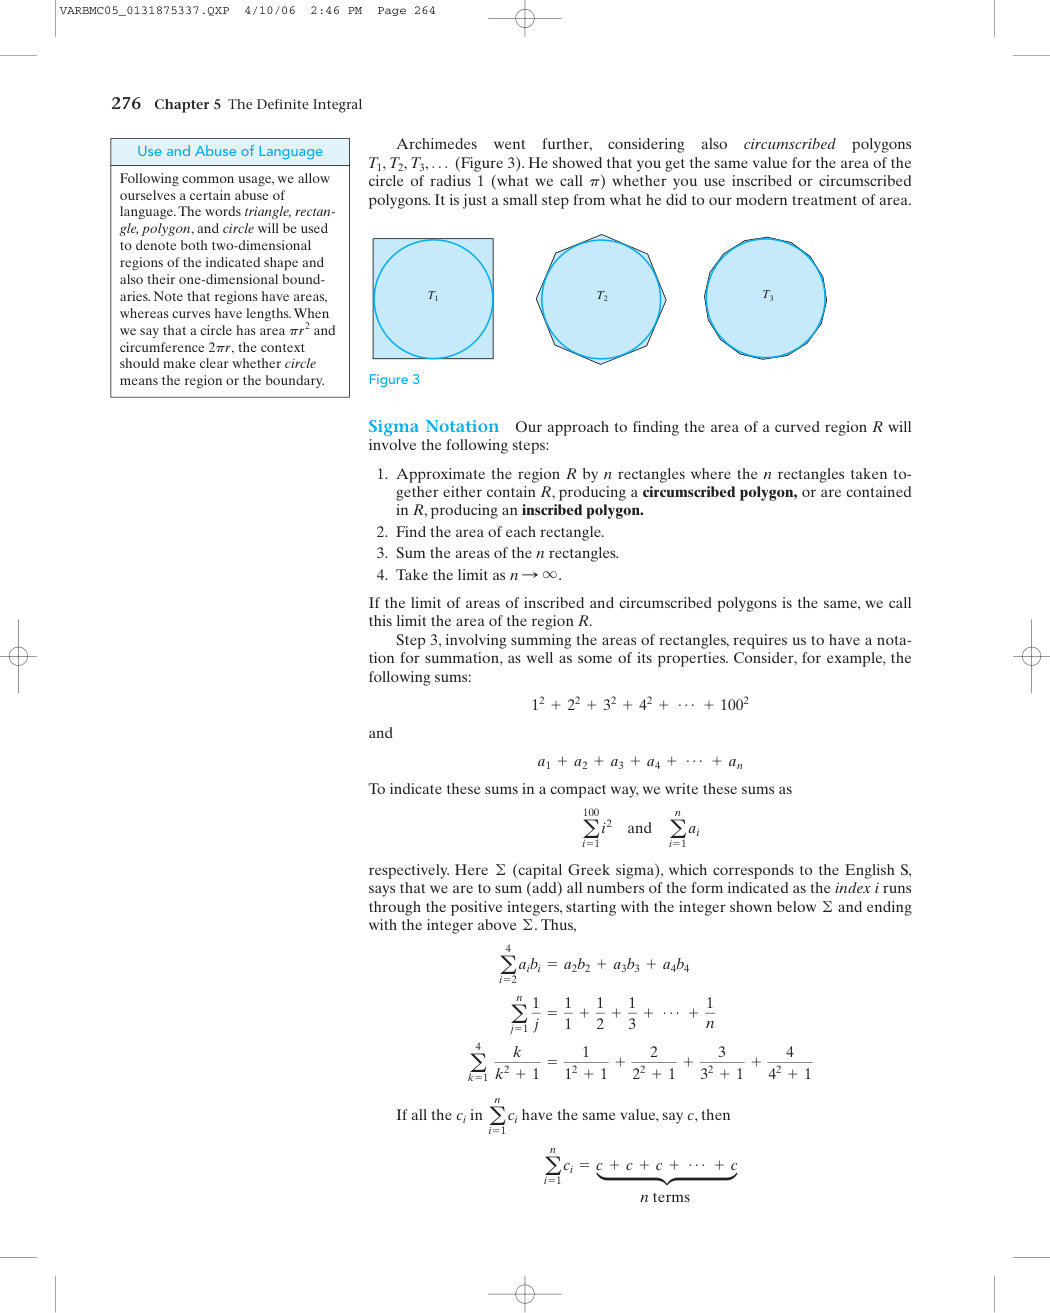 VARBMC05_0131875337.QXP 4/10/06 2:46 PM Page 264
276 Chapter 5 The Definite Integral
Use and Abuse of Language
Following common usage, we allow
ourselves a certain abuse of
language. The words triangle, rectan-
gle, polygon, and circle will be used
to denote both two-dimensional
regions of the indicated shape and
also their one-dimensional bound-
aries. Note that regions have areas,
whereas curves have lengths. When
we say that a circle has area πr² and
circumference 2πr, the context
should make clear whether circle
means the region or the boundary.
Archimedes went further, considering also circumscribed polygons
T₁, T₂, T₃, . . . (Figure 3). He showed that you get the same value for the area of the
circle of radius 1 (what we call π) whether you use inscribed or circumscribed
polygons. It is just a small step from what he did to our modern treatment of area.
T₁ T₂ T₃
Figure 3
Sigma Notation Our approach to finding the area of a curved region R will
involve the following steps:
1. Approximate the region R by n rectangles where the n rectangles taken to-
gether either contain R, producing a circumscribed polygon, or are contained
in R, producing an inscribed polygon.
2. Find the area of each rectangle.
3. Sum the areas of the n rectangles.
4. Take the limit as n → ∞.
If the limit of areas of inscribed and circumscribed polygons is the same, we call
this limit the area of the region R.
Step 3, involving summing the areas of rectangles, requires us to have a nota-
tion for summation, as well as some of its properties. Consider, for example, the
following sums:
1² + 2² + 3² + 4² + ⋯ + 100²
and
a₁ + a₂ + a₃ + a₄ + ⋯ + aₙ
To indicate these sums in a compact way, we write these sums as
100 n
∑ i² and ∑ aᵢ
i=1 i=1
respectively. Here Σ (capital Greek sigma), which corresponds to the English S,
says that we are to sum (add) all numbers of the form indicated as the index i runs
through the positive integers, starting with the integer shown below Σ and ending
with the integer above Σ. Thus,
4
∑ aᵢbᵢ = a₂b₂ + a₃b₃ + a₄b₄
i=2
n 1 1 1 1 1
∑ = + + + ⋯ +
j=1 j 1 2 3 n
4 k 1 2 3 4
∑ = + + +
k=1 k² + 1 1² + 1 2² + 1 3² + 1 4² + 1
n
If all the cᵢ in ∑ cᵢ have the same value, say c, then
i=1
n
∑ cᵢ = c + c + c + ⋯ + c
i=1
n terms